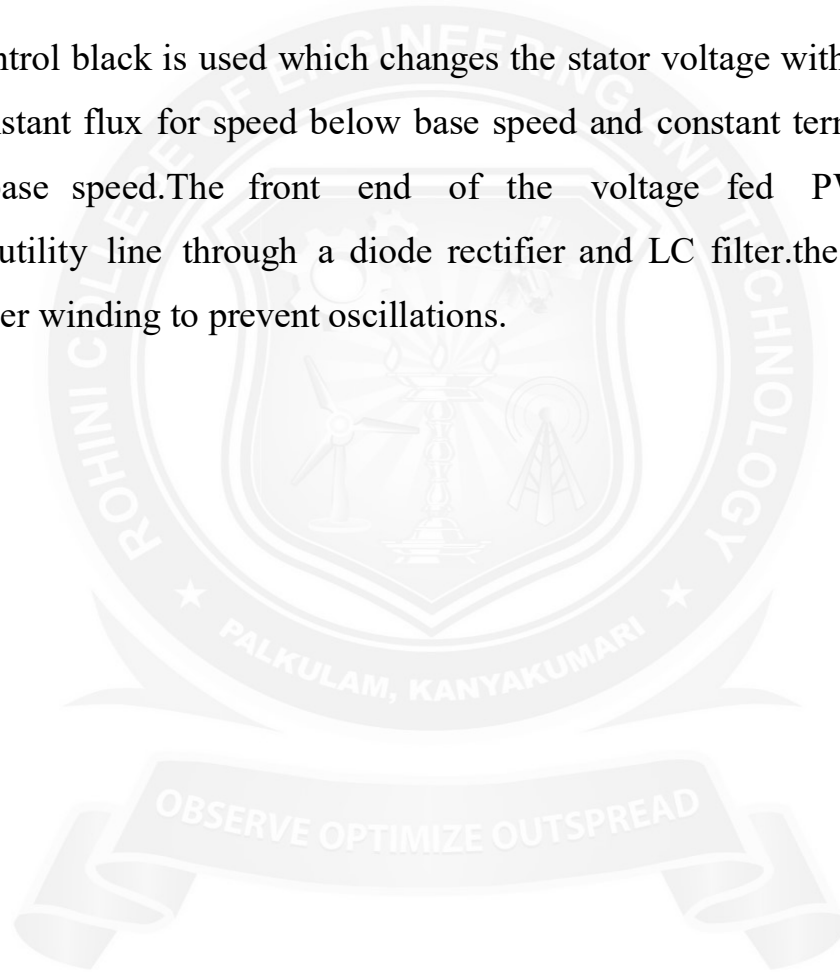 ntrol black is used which changes the stator voltage with
stant flux for speed below base speed and constant terr
ase speed.The front end of the voltage fed PV
utility line through a diode rectifier and LC filter.the
er winding to prevent oscillations.
ROHINI COLLEGE OF ENGINEERING AND TECHNOLOGY
PALKULAM, KANYAKUMARI
OBSERVE OPTIMIZE OUTSPREAD